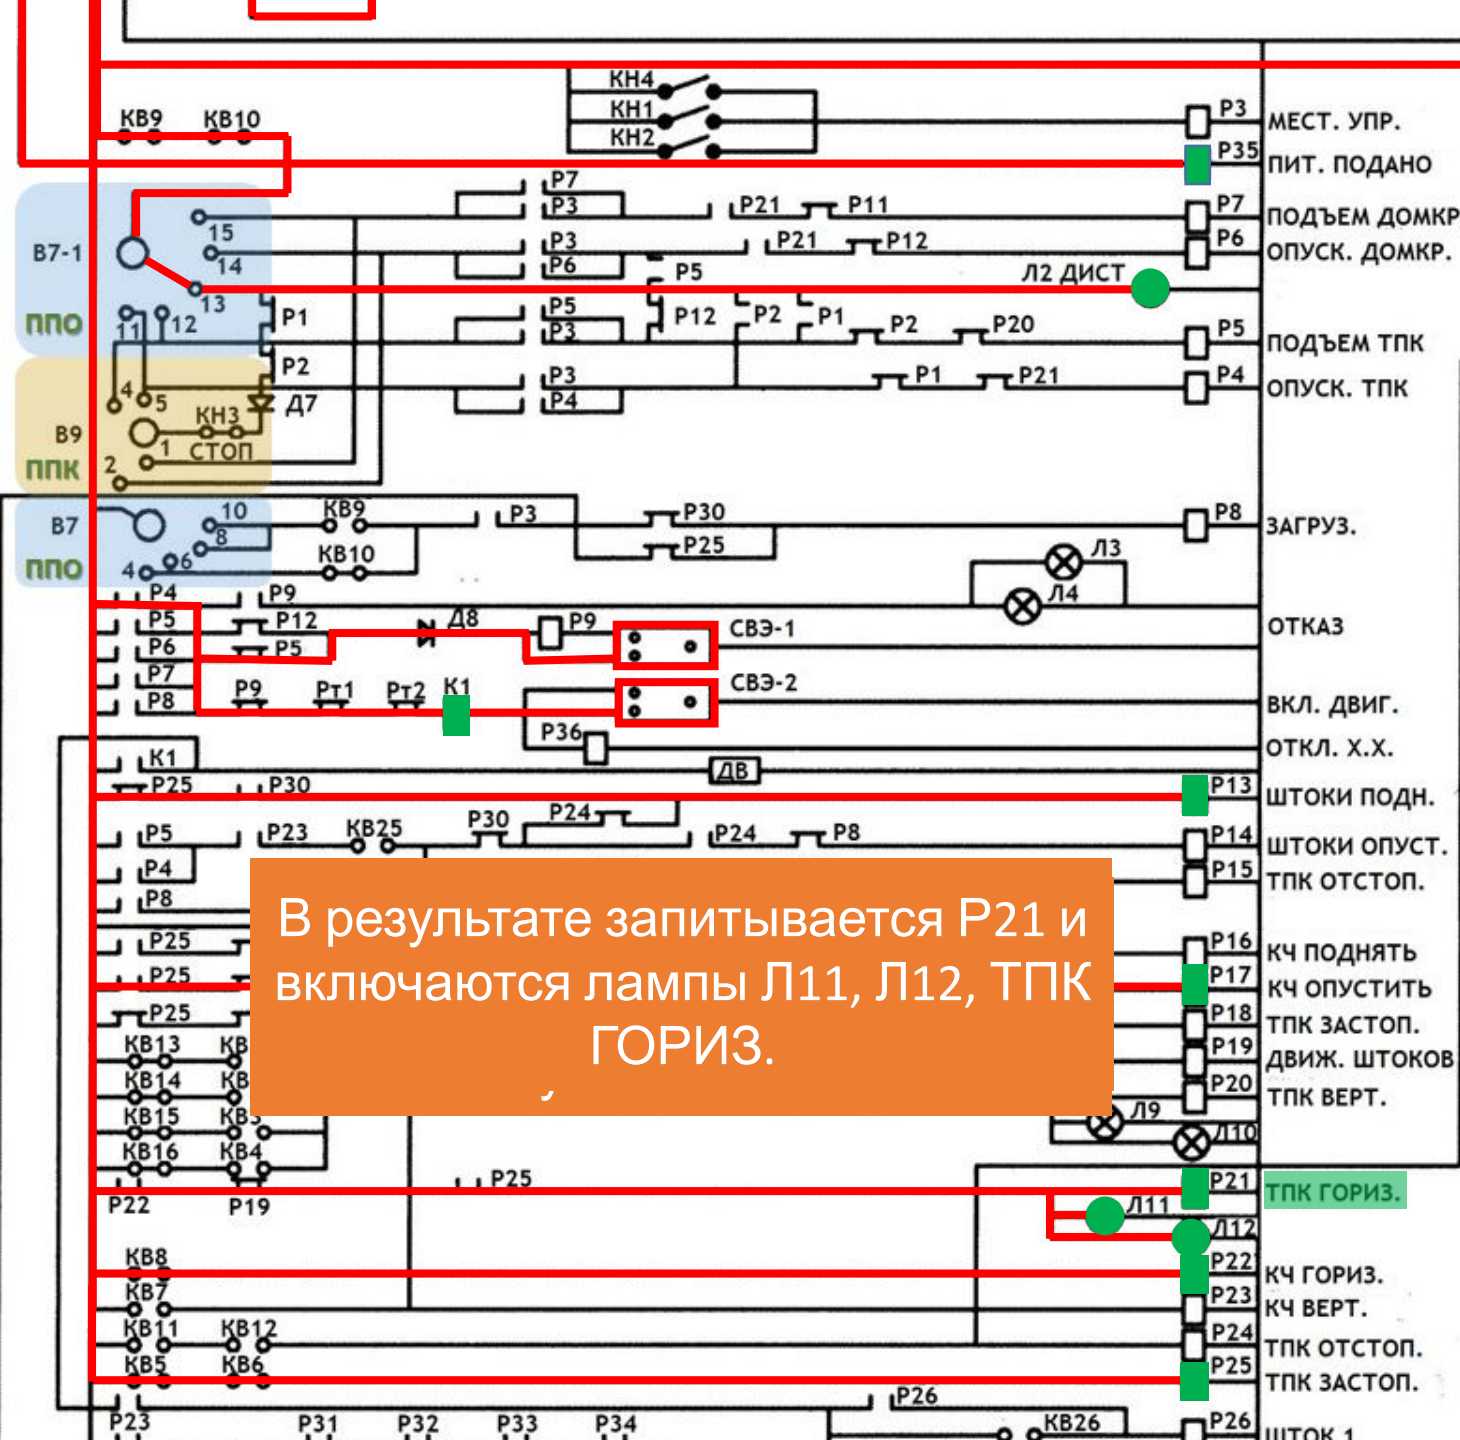 КН4
КН1 Р3 МЕСТ. УПР.
КВ9 КВ10 КН2
Р35 ПИТ. ПОДАНО
Р7
Р3 Р21 Р11 Р7 ПОДЪЕМ ДОМКР
15
В7-1 14 Р3 Р21 Р12 Р6 ОПУСК. ДОМКР.
Р6 Р5 Л2 ДИСТ
13
ППО 11 12 Р1 Р5 Р12 Р2 Р1 Р2 Р20 Р5 ПОДЪЕМ ТПК
Р3
Р2 Р3 Р1 Р21 Р4 ОПУСК. ТПК
4 5 Д7 Р4
В9 КН3
1 СТОП
ППК 2
В7 10 КВ9 Р3 Р30 Р8 ЗАГРУЗ.
8 Р25
ППО 4 6 КВ10 Л3
Р4 Р9 Л4
Р5 Р12 Д8 Р9 СВЭ-1 ОТКАЗ
Р6 Р5
Р7 СВЭ-2
Р8 Р9 Рт1 Рт2 К1 ВКЛ. ДВИГ.
Р36 ОТКЛ. Х.Х.
К1 ДВ
Р25 Р30 Р13 ШТОКИ ПОДН.
Р5 Р23 КВ25 Р30 Р24 Р24 Р8 Р14 ШТОКИ ОПУСТ.
Р4 Р15 ТПК ОТСТОП.
Р8
В результате запитывается Р21 и
включаются лампы Л11, Л12, ТПК
ГОРИЗ.
Р25 Р16 КЧ ПОДНЯТЬ
Р25 Р17 КЧ ОПУСТИТЬ
Р25 Р18 ТПК ЗАСТОП.
КВ13 КВ Р19 ДВИЖ. ШТОКОВ
КВ14 КВ Р20 ТПК ВЕРТ.
КВ15 КВ3 Л9
КВ16 КВ4 Л10
Р22 Р19 Р25 Р21 ТПК ГОРИЗ.
Л11
Л12
КВ8 Р22 КЧ ГОРИЗ.
КВ7 Р23 КЧ ВЕРТ.
КВ11 КВ12 Р24 ТПК ОТСТОП.
КВ5 КВ6 Р25 ТПК ЗАСТОП.
Р26
Р23 Р31 Р32 Р33 Р34 КВ26 Р26 ШТОК 1